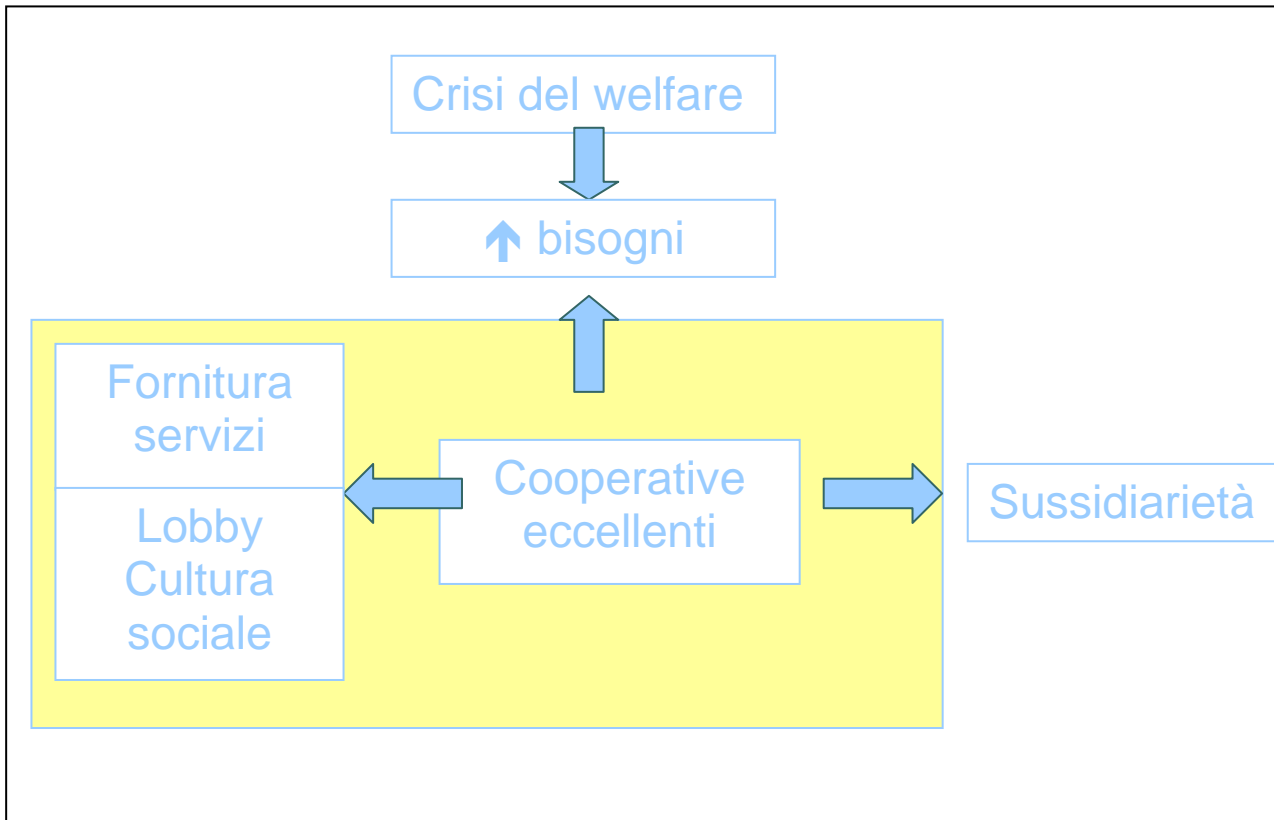 Crisi del welfare
↑ bisogni
Fornitura
servizi
Lobby
Cultura
sociale
Cooperative
eccellenti
Sussidiarietà